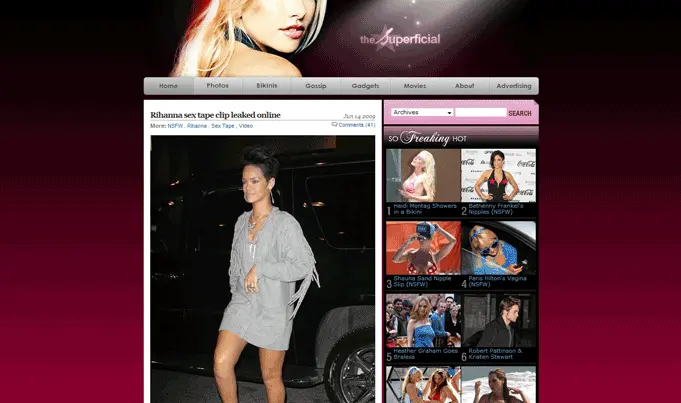 theSuperficial
Home Photos Bikinis Gossip Gadgets Movies About Advertising
Rihanna sex tape clip leaked online
Jun 14 2009
More: NSFW , Rihanna , Sex Tape , Video
Comments (41)
Archives
SEARCH
SO Freaking HOT
1 Heidi Montag Showers in a Bikini
2 Bethenny Frankel's Nipples (NSFW)
3 Shauna Sand Nipple Slip (NSFW)
4 Paris Hilton's Vagina (NSFW)
5 Heather Graham Goes Braless
6 Robert Pattinson & Kristen Stewart